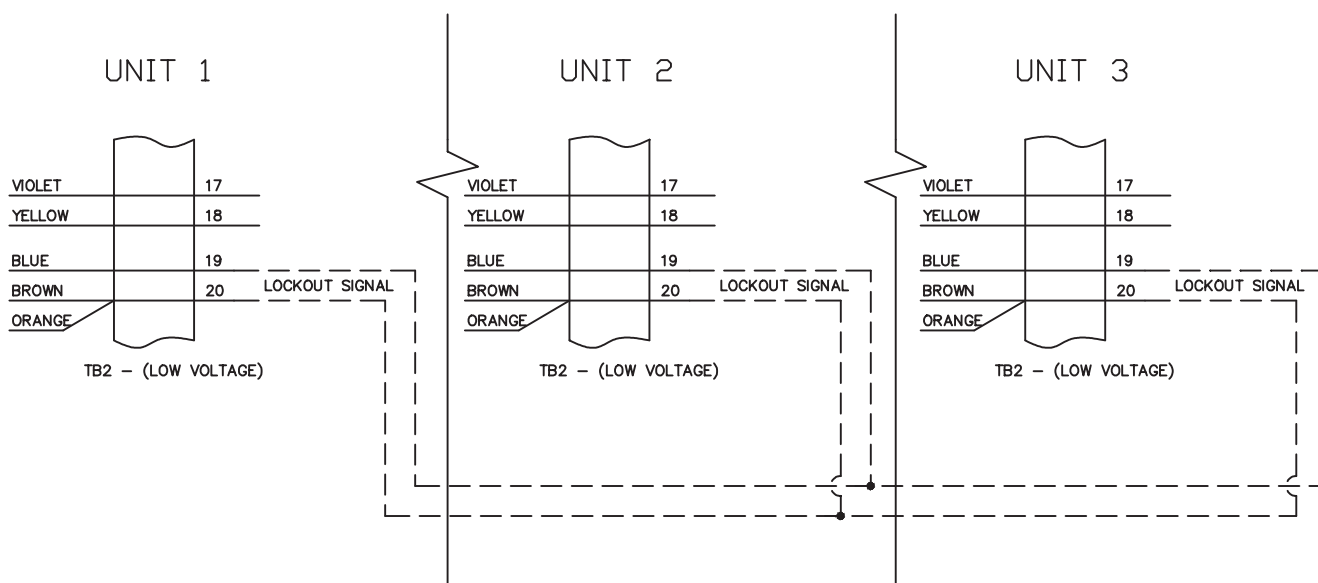 UNIT 1
VIOLET 17
YELLOW 18
BLUE 19
BROWN 20 LOCKOUT SIGNAL
ORANGE
TB2 - (LOW VOLTAGE)
UNIT 2
VIOLET 17
YELLOW 18
BLUE 19
BROWN 20 LOCKOUT SIGNAL
ORANGE
TB2 - (LOW VOLTAGE)
UNIT 3
VIOLET 17
YELLOW 18
BLUE 19
BROWN 20 LOCKOUT SIGNAL
ORANGE
TB2 - (LOW VOLTAGE)